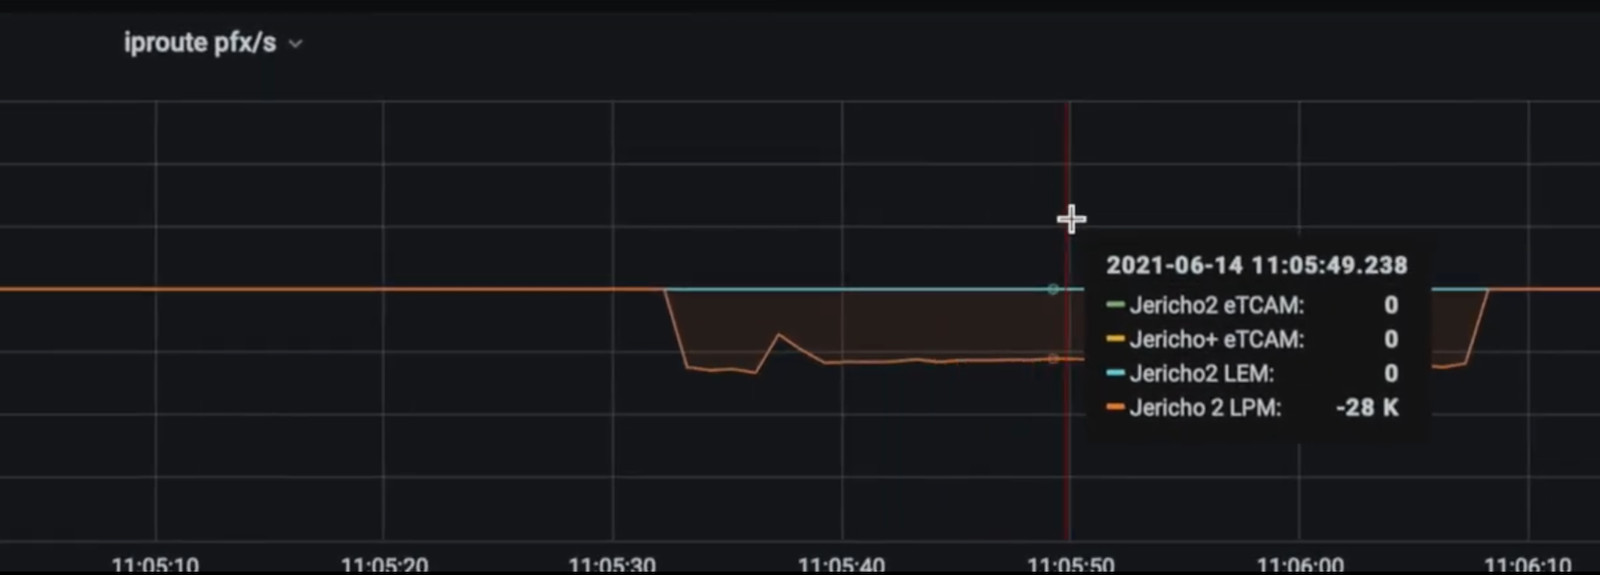 iproute pfx/s
2021-06-14 11:05:49.238
Jericho2 eTCAM: 0
Jericho+ eTCAM: 0
Jericho2 LEM: 0
Jericho 2 LPM: -28 K
11:05:10 11:05:20 11:05:30 11:05:40 11:05:50 11:06:00 11:06:10